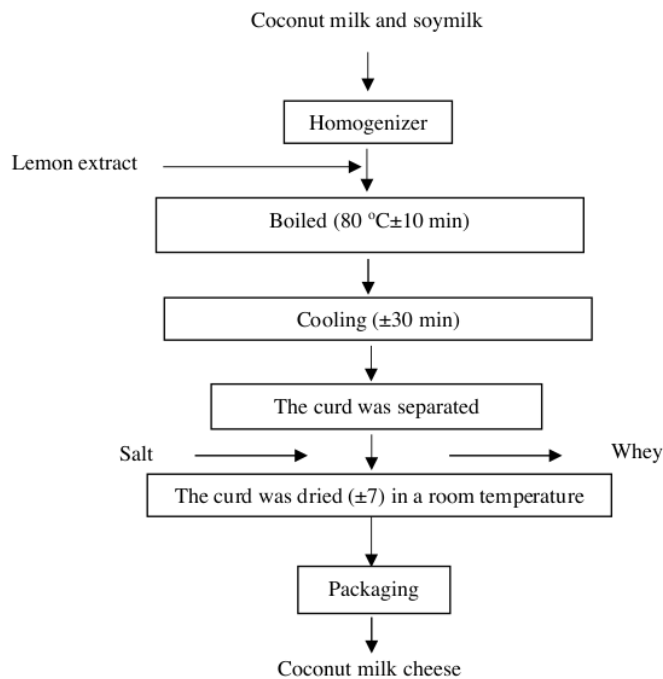 Coconut milk and soymilk
Homogenizer
Lemon extract
Boiled (80 °C±10 min)
Cooling (±30 min)
The curd was separated
Salt
Whey
The curd was dried (±7) in a room temperature
Packaging
Coconut milk cheese